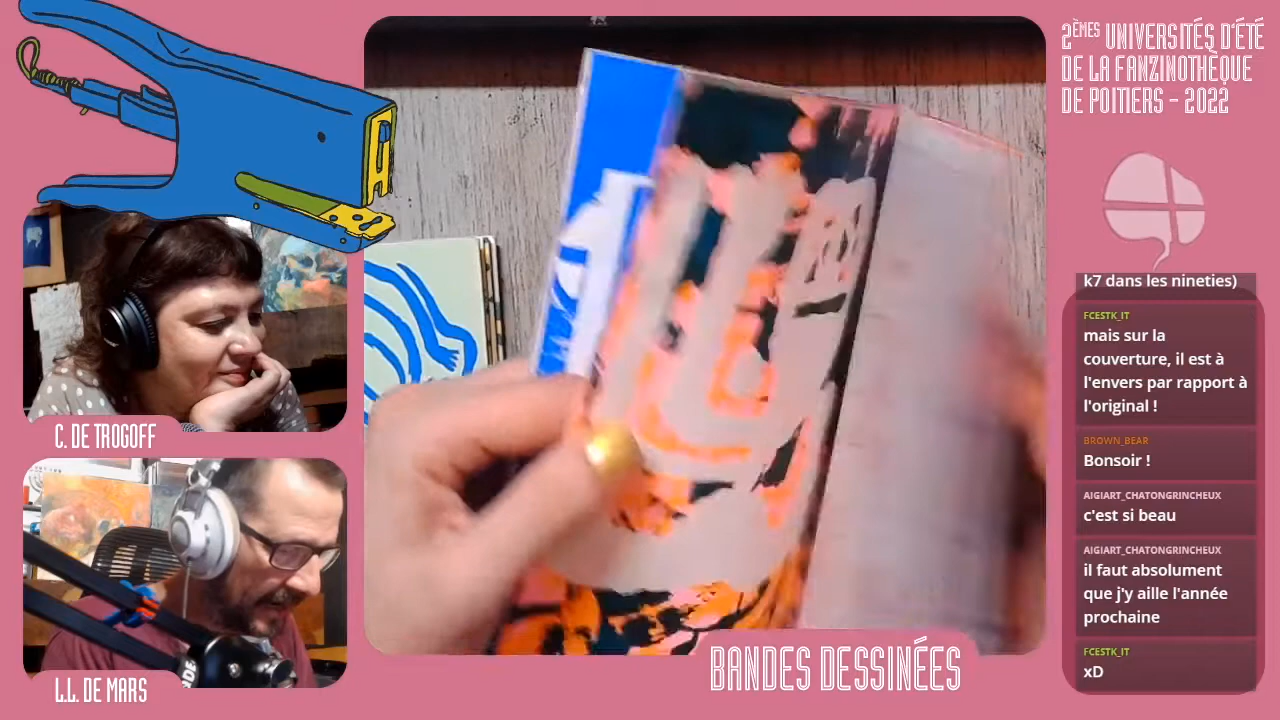 2ÈMES UNIVERSITÉS D'ÉTÉ
DE LA FANZINOTHÈQUE
DE POITIERS - 2022
k7 dans les nineties)
FCESTK_IT
mais sur la
couverture, il est à
l'envers par rapport à
l'original !
BROWN_BEAR
Bonsoir !
AIGIART_CHATONGRINCHEUX
c'est si beau
AIGIART_CHATONGRINCHEUX
il faut absolument
que j'y aille l'année
prochaine
FCESTK_IT
xD
C. DE TROGOFF
L.L. DE MARS
BANDES DESSINÉES